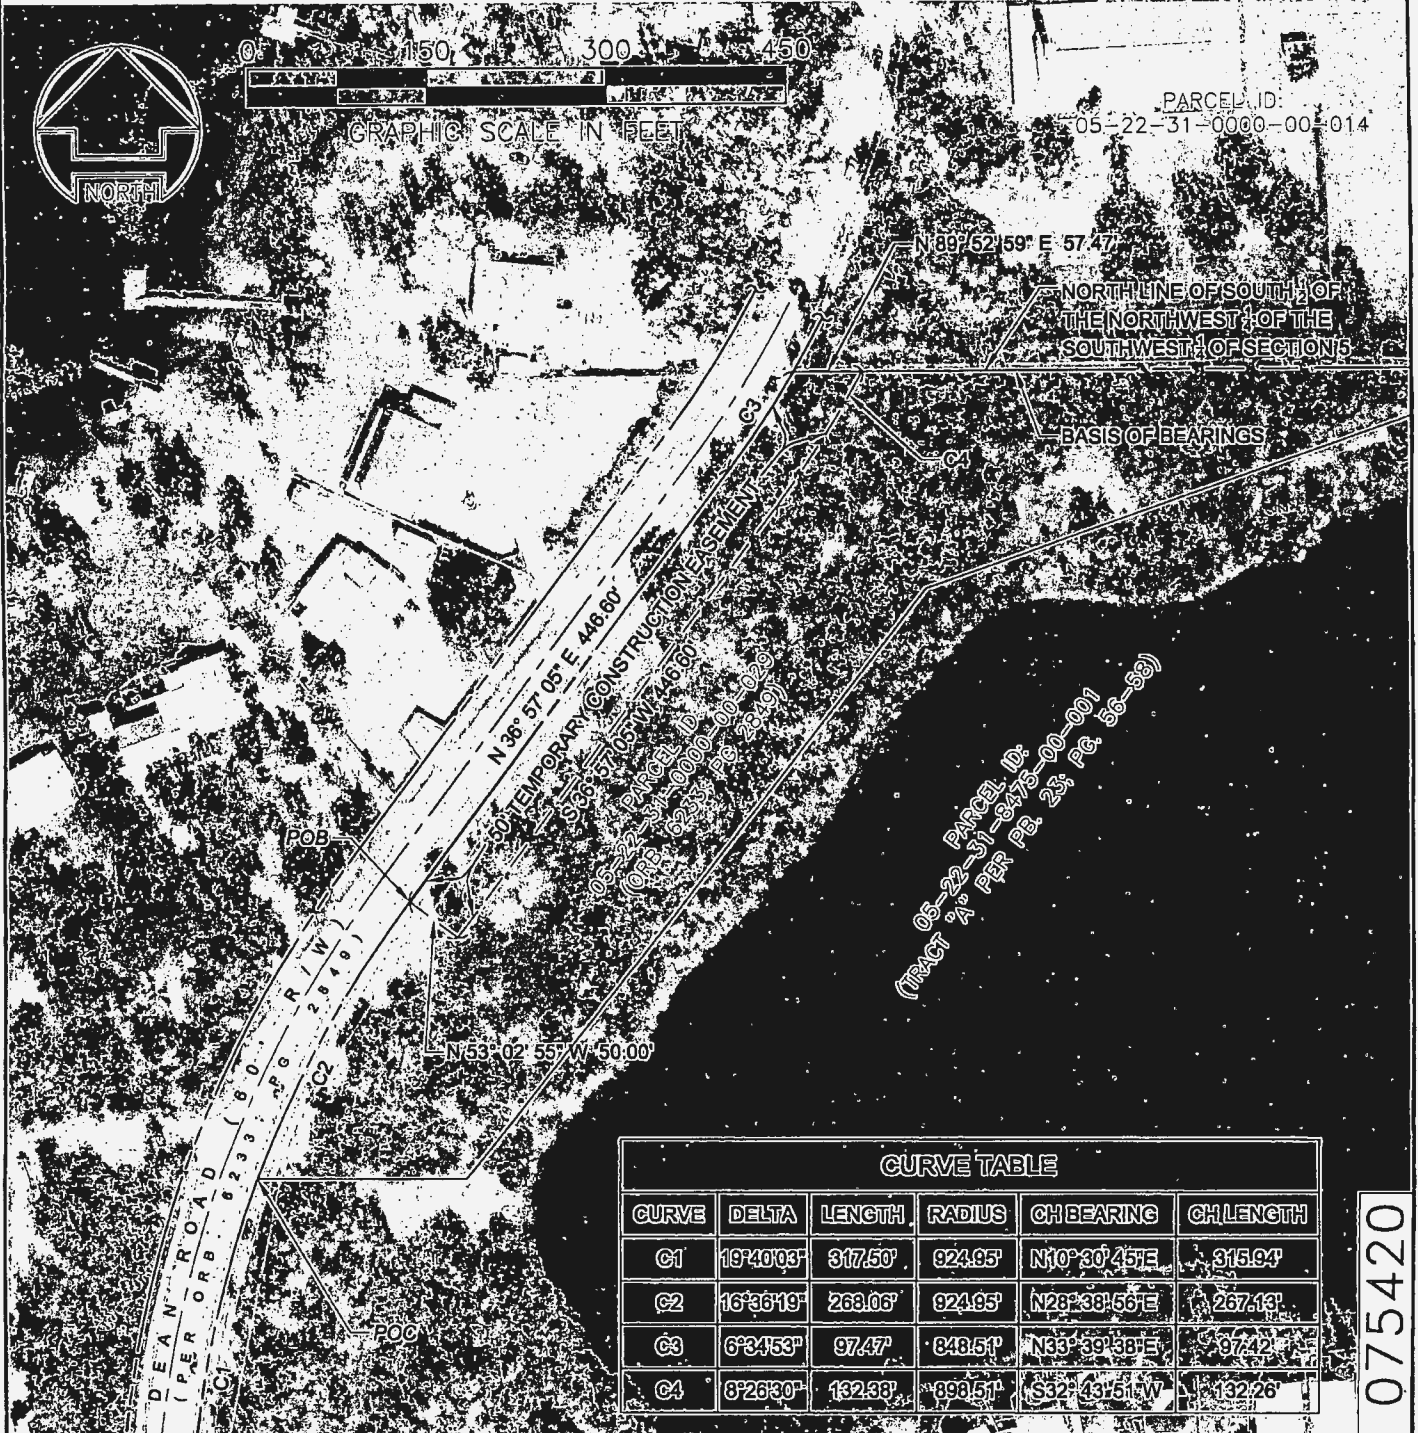 0 150 300 450
GRAPHIC SCALE IN FEET
NORTH
PARCEL ID:
05-22-31-0000-00-014
N 89° 52' 59" E 57.47'
NORTH LINE OF SOUTH ½ OF
THE NORTHWEST ¼ OF THE
SOUTHWEST ¼ OF SECTION 5
BASIS OF BEARINGS
C3
C4
N 36° 57' 05" E 446.60'
50' TEMPORARY CONSTRUCTION EASEMENT
S 36° 57' 05" W 446.60'
PARCEL ID:
05-22-31-0000-00-029
(ORB. 6233, PG 2849)
PARCEL ID:
05-22-31-8475-00-001
(TRACT "A" PER PB. 23, PG. 56-58)
POB
N 53° 02' 55" W 50.00'
C2
DEAN ROAD (60' R/W)
(PER ORB. 6233, PG 2849)
POC
C1
CURVE TABLE
CURVE DELTA LENGTH RADIUS CH BEARING CH LENGTH
C1 19°40'03" 317.50' 924.95' N10° 30' 45"E 315.94'
C2 16°36'19" 268.06' 924.95' N28° 38' 56"E 267.13'
C3 6°34'53" 97.47' 848.51' N33° 39' 38"E 97.42'
C4 8°26'30" 132.38' 898.51' S32° 43' 51"W 132.26'
075420